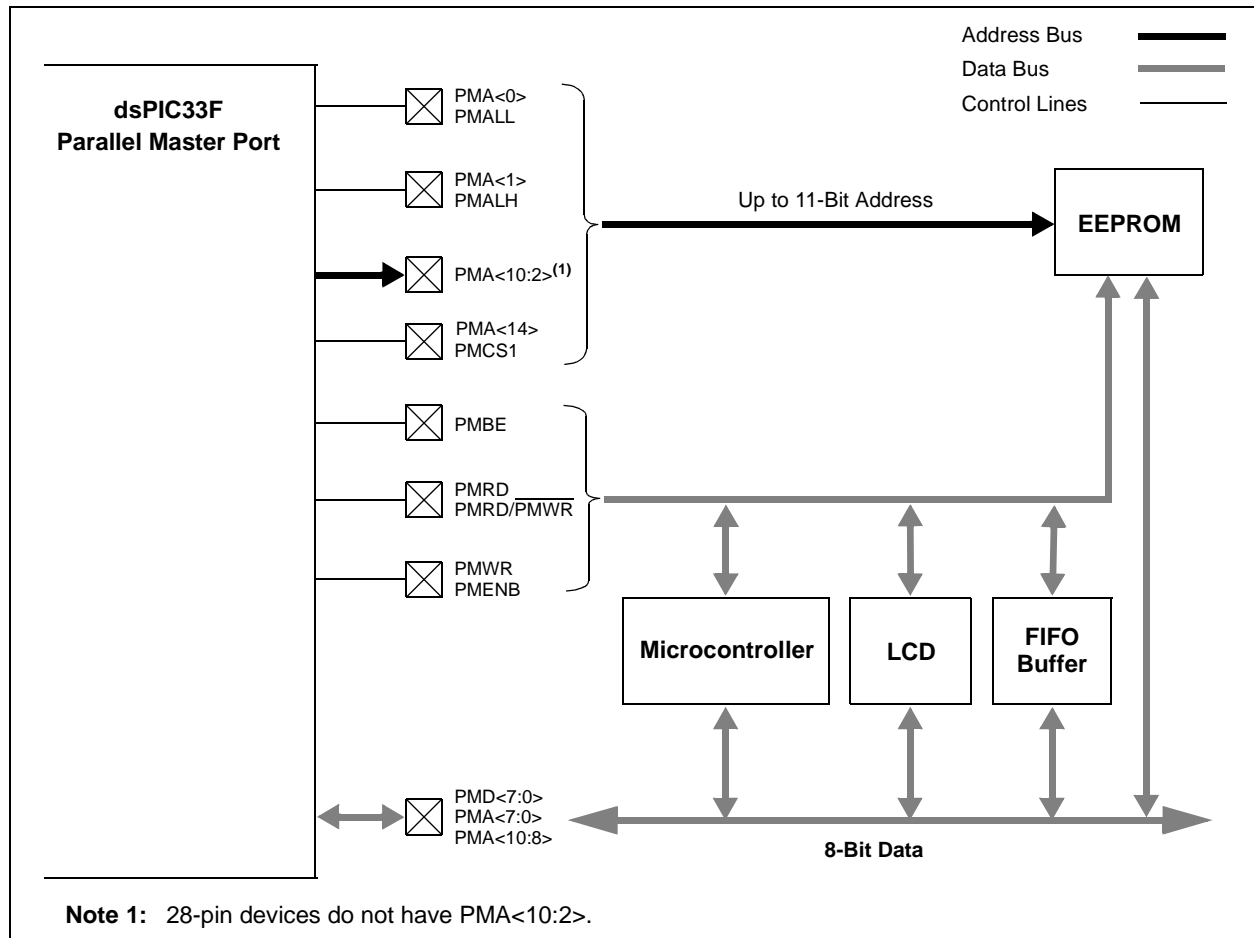 Address Bus
Data Bus
Control Lines
dsPIC33F
Parallel Master Port
PMA<0>
PMALL
PMA<1>
PMALH
PMA<10:2>(1)
PMA<14>
PMCS1
PMBE
PMRD
PMRD/P̅M̅W̅R̅
PMWR
PMENB
PMD<7:0>
PMA<7:0>
PMA<10:8>
Up to 11-Bit Address
EEPROM
Microcontroller
LCD
FIFO
Buffer
8-Bit Data
Note 1: 28-pin devices do not have PMA<10:2>.